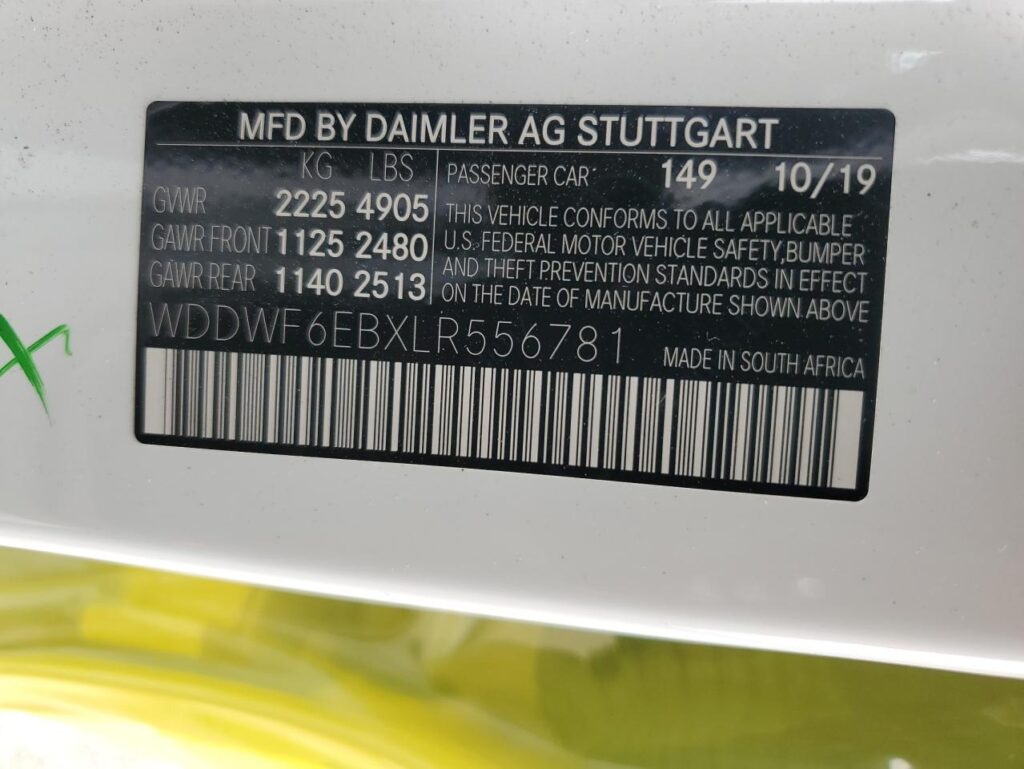 MFD BY DAIMLER AG STUTTGART
KG LBS
GVWR 2225 4905
GAWR FRONT 1125 2480
GAWR REAR 1140 2513
PASSENGER CAR 149 10/19
THIS VEHICLE CONFORMS TO ALL APPLICABLE
U.S. FEDERAL MOTOR VEHICLE SAFETY,BUMPER
AND THEFT PREVENTION STANDARDS IN EFFECT
ON THE DATE OF MANUFACTURE SHOWN ABOVE
WDDWF6EBXLR556781
MADE IN SOUTH AFRICA